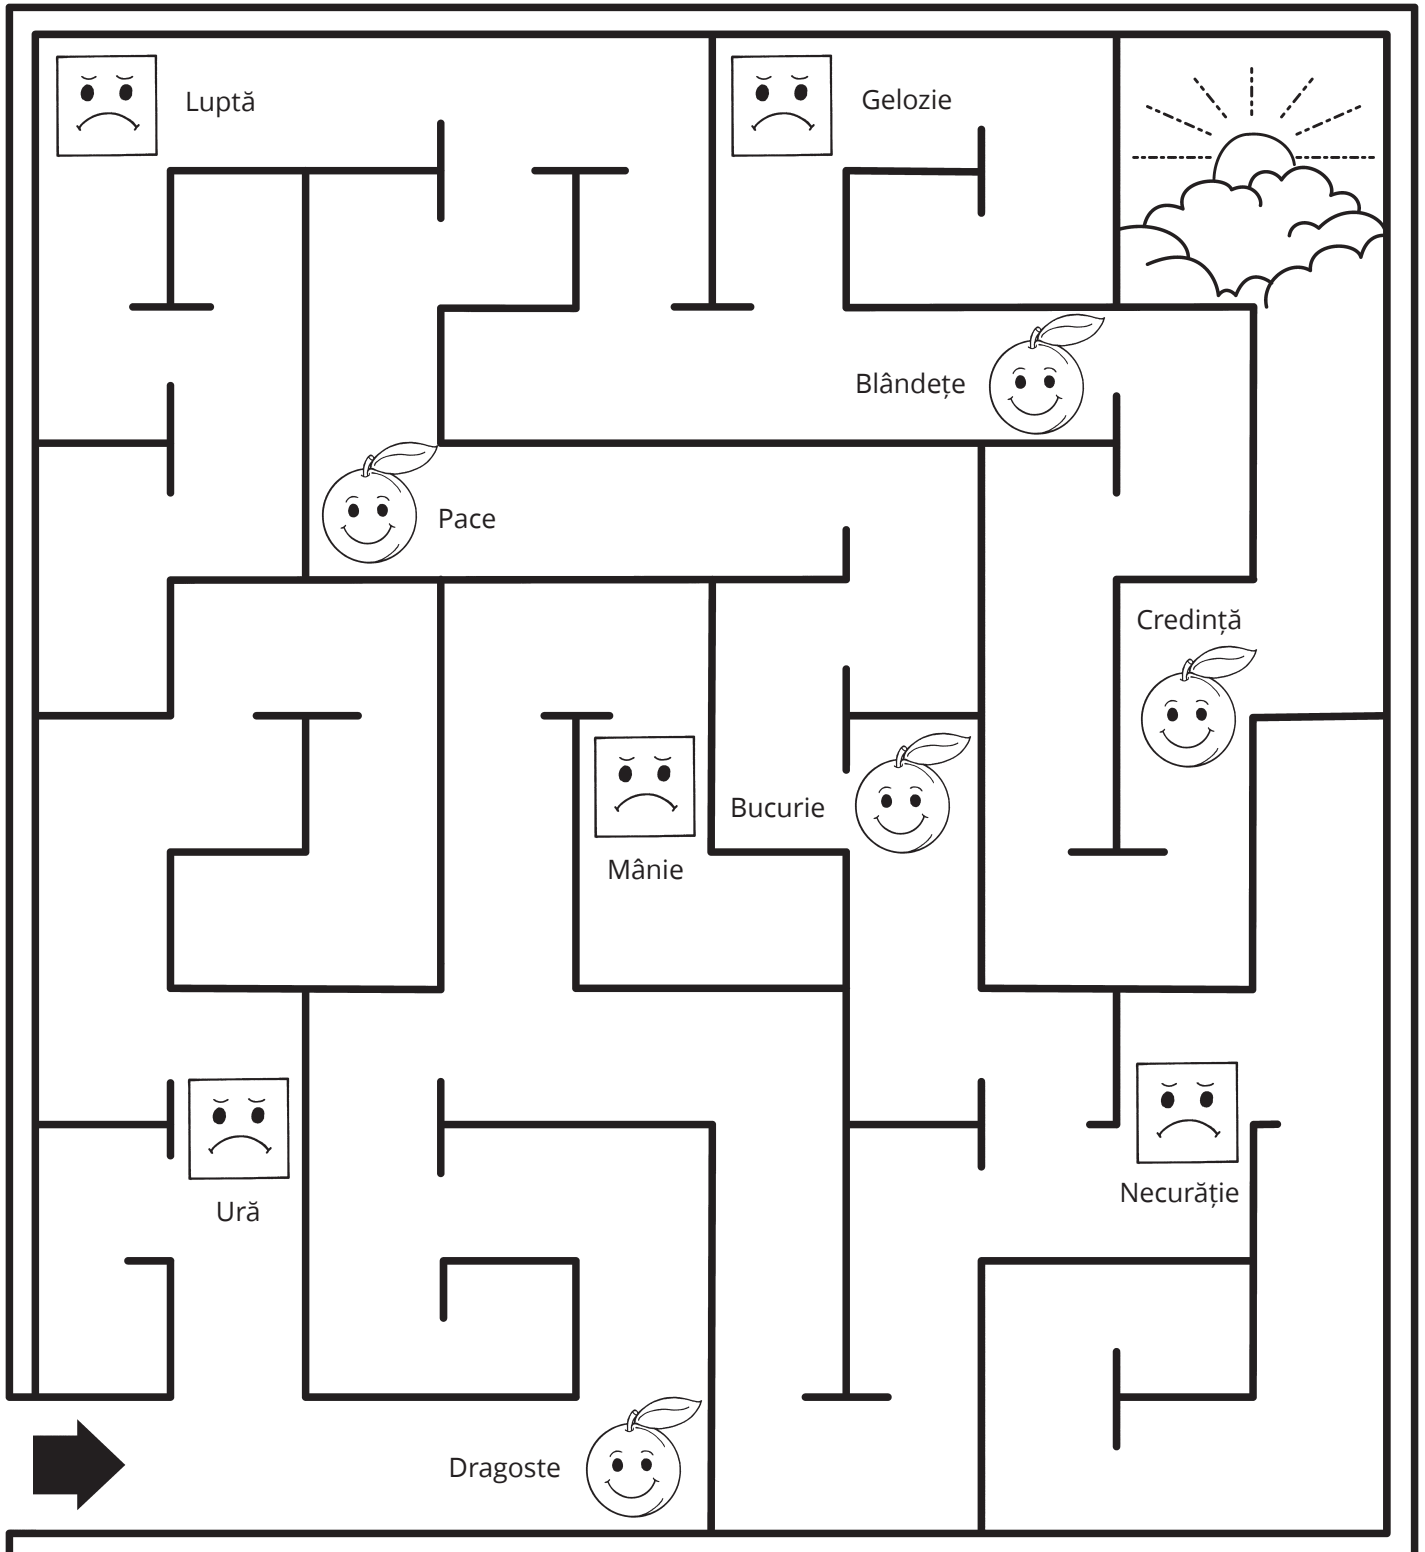 Luptă
Gelozie
Blândețe
Pace
Credință
Bucurie
Mânie
Necurăție
Ură
Dragoste